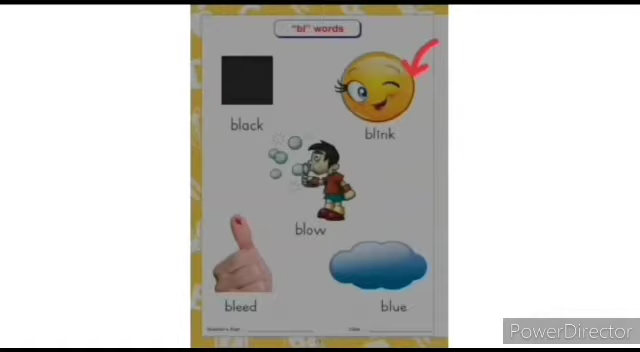 "bl" words
black
blink
blow
bleed
blue
PowerDirector